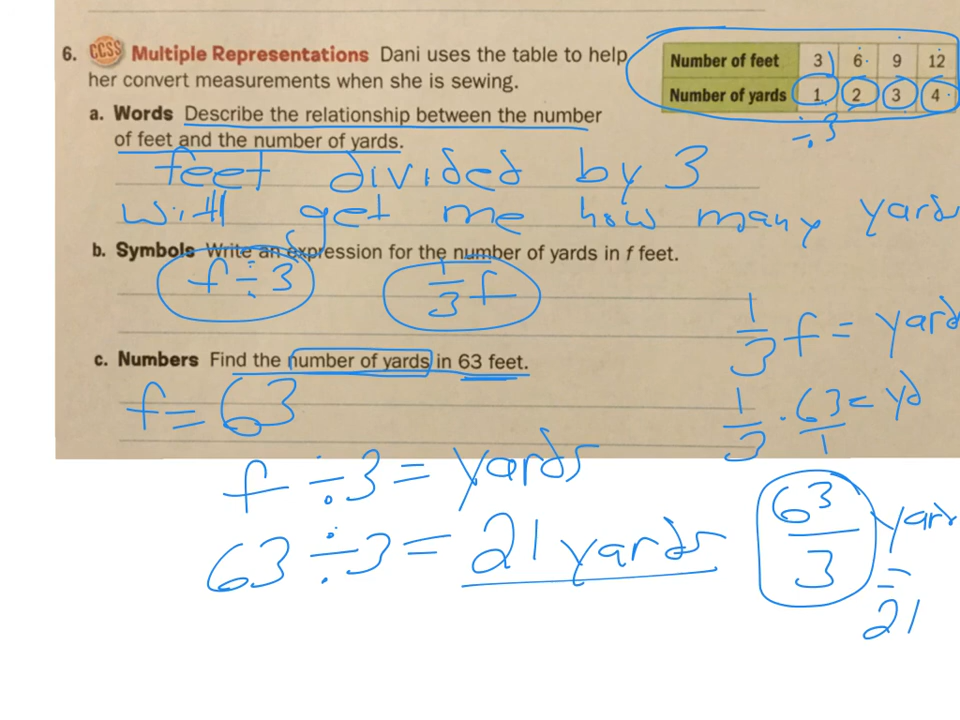 6. CCSS Multiple Representations Dani uses the table to help
her convert measurements when she is sewing.
Number of feet 3 6 9 12
Number of yards 1 2 3 4
÷3
a. Words Describe the relationship between the number
of feet and the number of yards.
feet divided by 3
will get me how many yards
b. Symbols Write an expression for the number of yards in f feet.
f ÷ 3
1/3 f
c. Numbers Find the number of yards in 63 feet.
f = 63
f ÷ 3 = yards
63 ÷ 3 = 21 yards
1/3 f = yard
1/3 · 63/1 = yd
63/3 yar
=
21